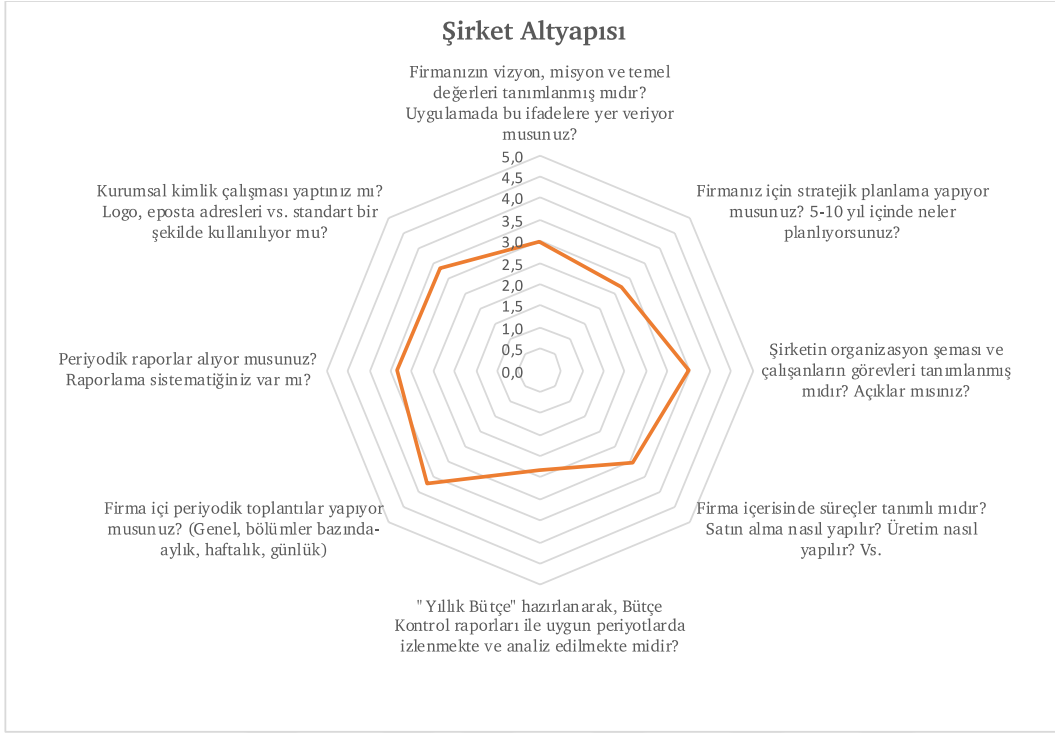 Şirket Altyapısı
Firmanızın vizyon, misyon ve temel
değerleri tanımlanmış mıdır?
Uygulamada bu ifadelere yer veriyor
musunuz?
5,0
4,5
4,0
3,5
3,0
2,5
2,0
1,5
1,0
0,5
0,0
Firmanız için stratejik planlama yapıyor
musunuz? 5-10 yıl içinde neler
planlıyorsunuz?
Şirketin organizasyon şeması ve
çalışanların görevleri tanımlanmış
mıdır? Açıklar mısınız?
Firma içerisinde süreçler tanımlı mıdır?
Satın alma nasıl yapılır? Üretim nasıl
yapılır? Vs.
"Yıllık Bütçe" hazırlanarak, Bütçe
Kontrol raporları ile uygun periyotlarda
izlenmekte ve analiz edilmekte midir?
Firma içi periyodik toplantılar yapıyor
musunuz? (Genel, bölümler bazında-
aylık, haftalık, günlük)
Periyodik raporlar alıyor musunuz?
Raporlama sistematiğiniz var mı?
Kurumsal kimlik çalışması yaptınız mı?
Logo, eposta adresleri vs. standart bir
şekilde kullanılıyor mu?